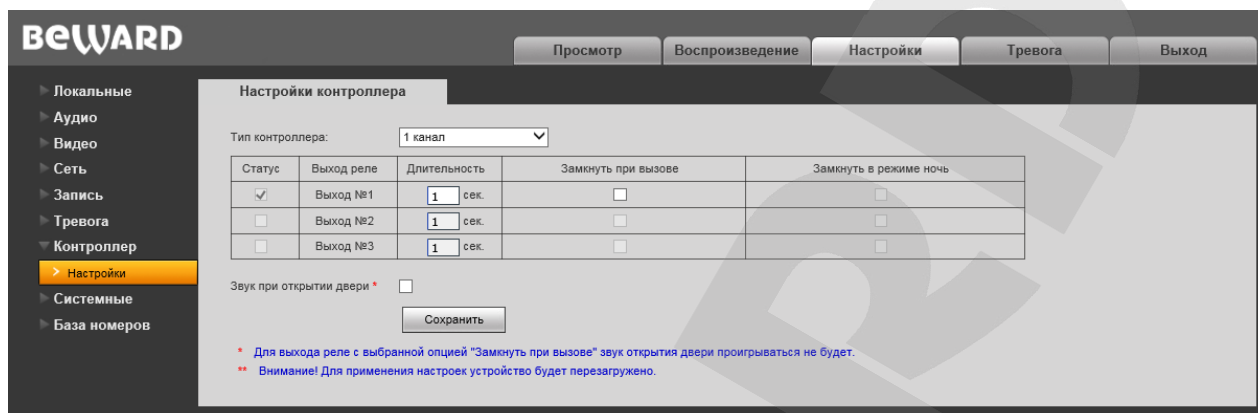 BEWARD
Просмотр Воспроизведение Настройки Тревога Выход
Локальные
Аудио
Видео
Сеть
Запись
Тревога
Контроллер
> Настройки
Системные
База номеров
Настройки контроллера
Тип контроллера: 1 канал
Статус Выход реле Длительность Замкнуть при вызове Замкнуть в режиме ночь
Выход №1 1 сек.
Выход №2 1 сек.
Выход №3 1 сек.
Звук при открытии двери *
Сохранить
* Для выхода реле с выбранной опцией "Замкнуть при вызове" звук открытия двери проигрываться не будет.
** Внимание! Для применения настроек устройство будет перезагружено.